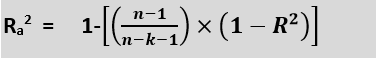 Rₐ² = 1-[(n−1/n−k−1) × (1 − R²)]